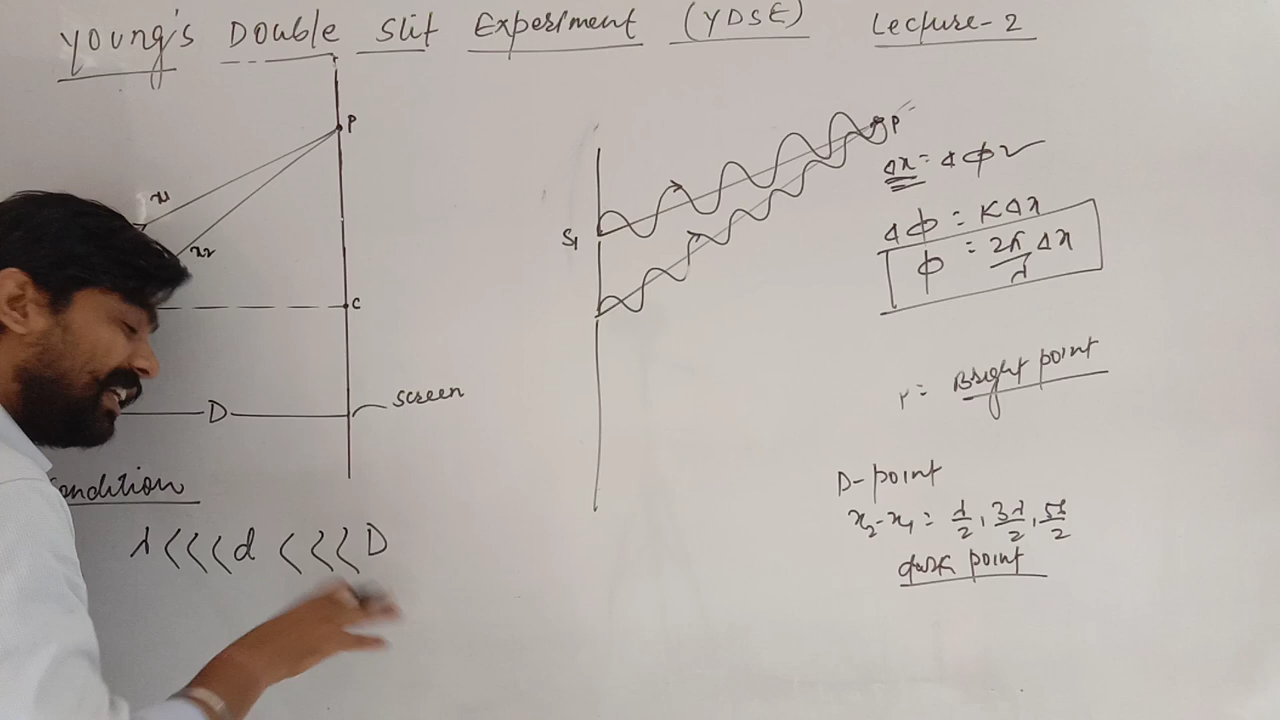 Young's Double Slit Experiment (YDSE) Lecture-2
P
x1
x2
C
D
screen
Condition
λ<<<d<<<D
S1
P
Δx = Δφ
Δφ = KΔx
φ = 2π/λ Δx
P = Bright point
D-point
x2-x1 = λ/2, 3λ/2, 5λ/2
dark point